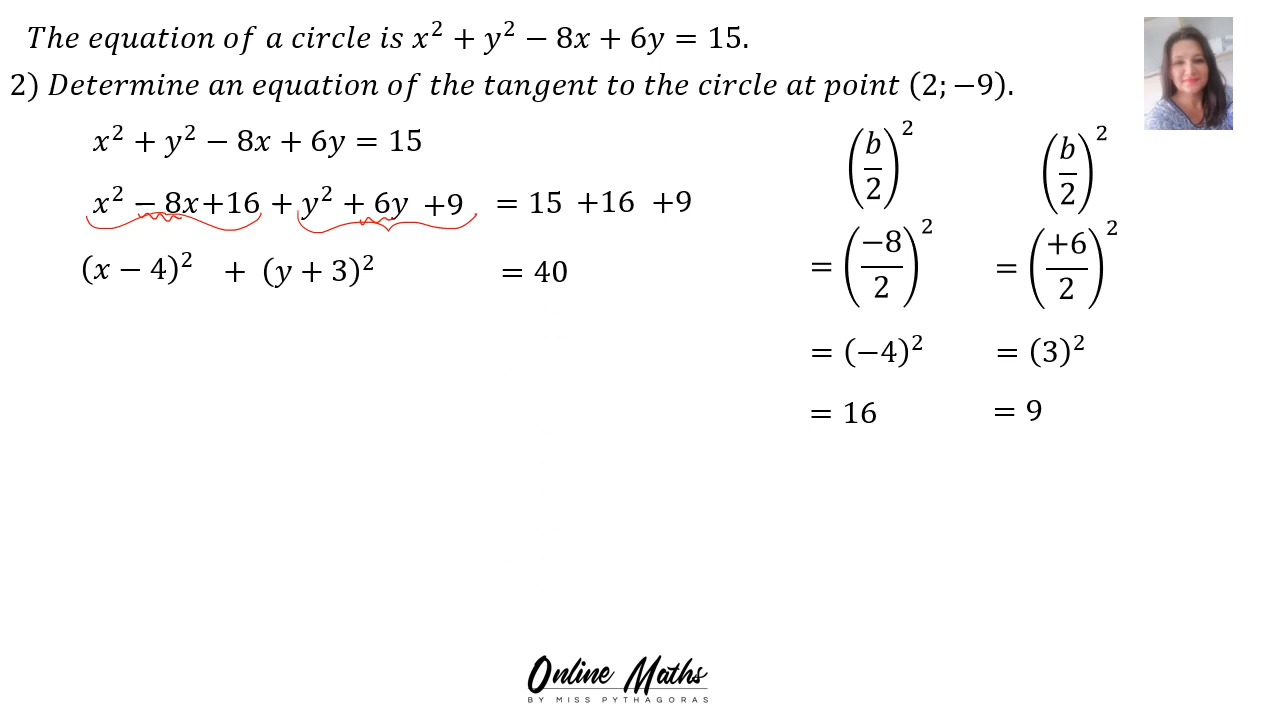 The equation of a circle is x² + y² − 8x + 6y = 15.
2) Determine an equation of the tangent to the circle at point (2; −9).
x² + y² − 8x + 6y = 15
x² − 8x+16 + y² + 6y +9 = 15 +16 +9
(x − 4)² + (y + 3)² = 40
(b/2)² (b/2)²
= (−8/2)² = (+6/2)²
= (−4)² = (3)²
= 16 = 9
Online Maths
BY MISS PYTHAGORAS